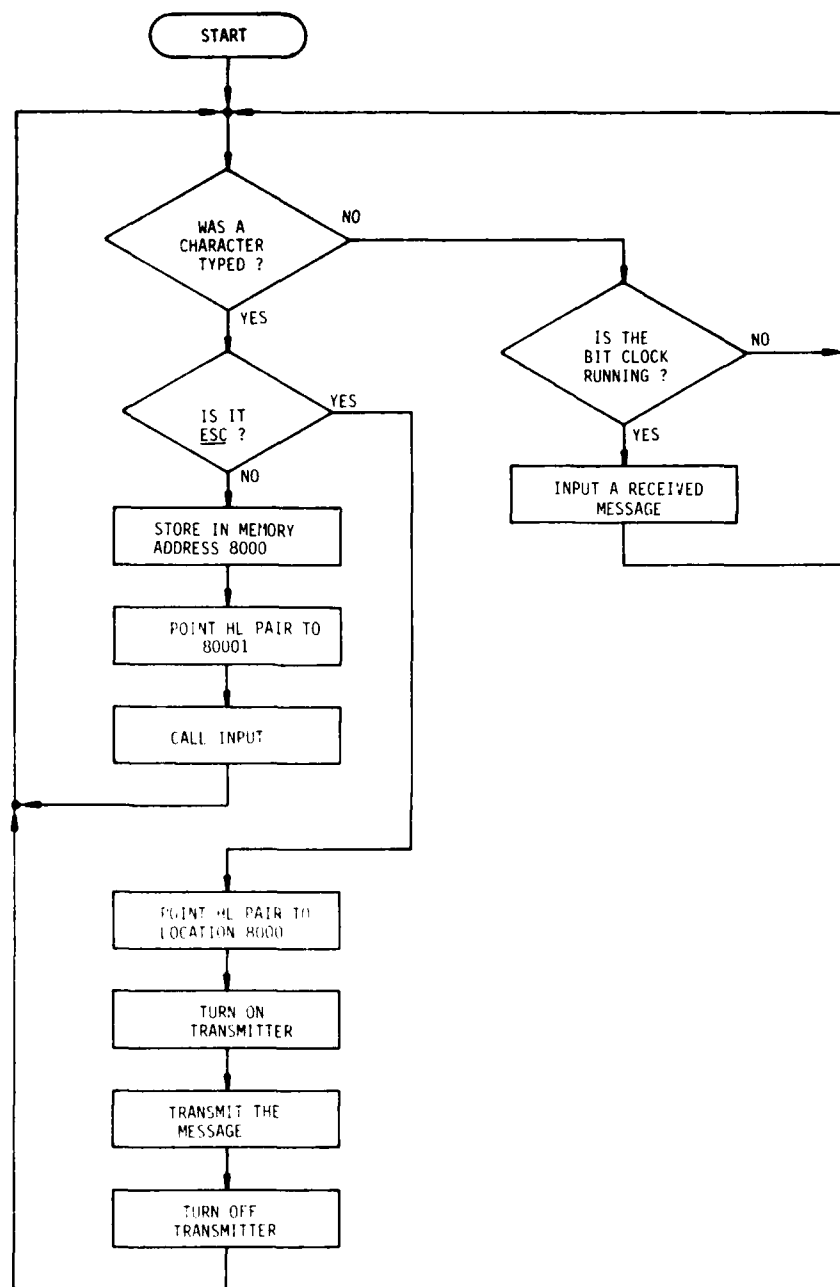 START
WAS A
CHARACTER
TYPED ?
NO
YES
IS THE
BIT CLOCK
RUNNING ?
NO
YES
INPUT A RECEIVED
MESSAGE
IS IT
ESC ?
YES
NO
STORE IN MEMORY
ADDRESS 8000
POINT HL PAIR TO
80001
CALL INPUT
POINT HL PAIR TO
LOCATION 8000
TURN ON
TRANSMITTER
TRANSMIT THE
MESSAGE
TURN OFF
TRANSMITTER